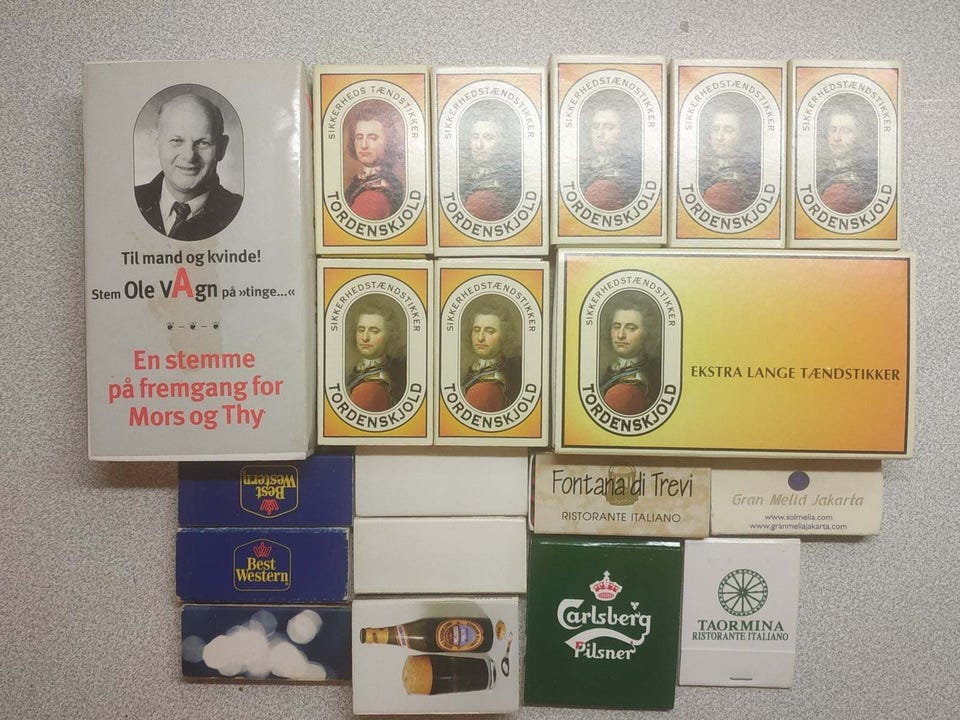 Til mand og kvinde!
Stem Ole VAgn på »tinge...«
En stemme
på fremgang for
Mors og Thy
SIKKERHEDS TÆNDSTIKKER
TORDENSKJOLD
SIKKERHEDSTÆNDSTIKKER
TORDENSKJOLD
SIKKERHEDSTÆNDSTIKKER
TORDENSKJOLD
SIKKERHEDSTÆNDSTIKKER
TORDENSKJOLD
SIKKERHEDSTÆNDSTIKKER
TORDENSKJOLD
SIKKERHEDSTÆNDSTIKKER
TORDENSKJOLD
SIKKERHEDSTÆNDSTIKKER
TORDENSKJOLD
SIKKERHEDSTÆNDSTIKKER
TORDENSKJOLD
EKSTRA LANGE TÆNDSTIKKER
Best
Western
Fontana di Trevi
RISTORANTE ITALIANO
Gran Meliá Jakarta
www.solmelia.com
www.granmeliajakarta.com
Best
Western
Carlsberg
Pilsner
TAORMINA
RISTORANTE ITALIANO